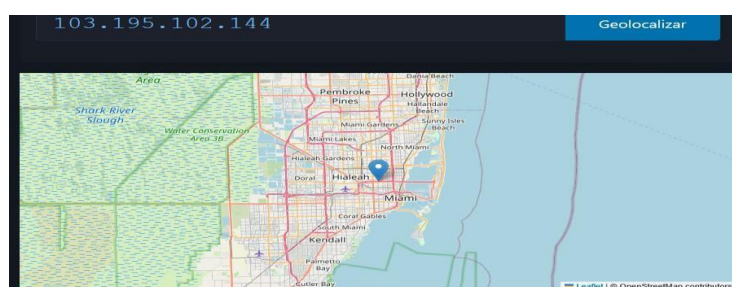 103.195.102.144
Geolocalizar
Area
Dania Beach
Pembroke
Pines
Hollywood
Hallandale
Beach
Shark River
Slough
Miami Gardens
Sunny Isles
Beach
Water Conservation
Area 3B
Miami Lakes
North Miami
Hialeah Gardens
Doral
Hialeah
Miami
Coral Gables
South Miami
Kendall
Palmetto
Bay
Cutler Bay
Leaflet | © OpenStreetMap contributors